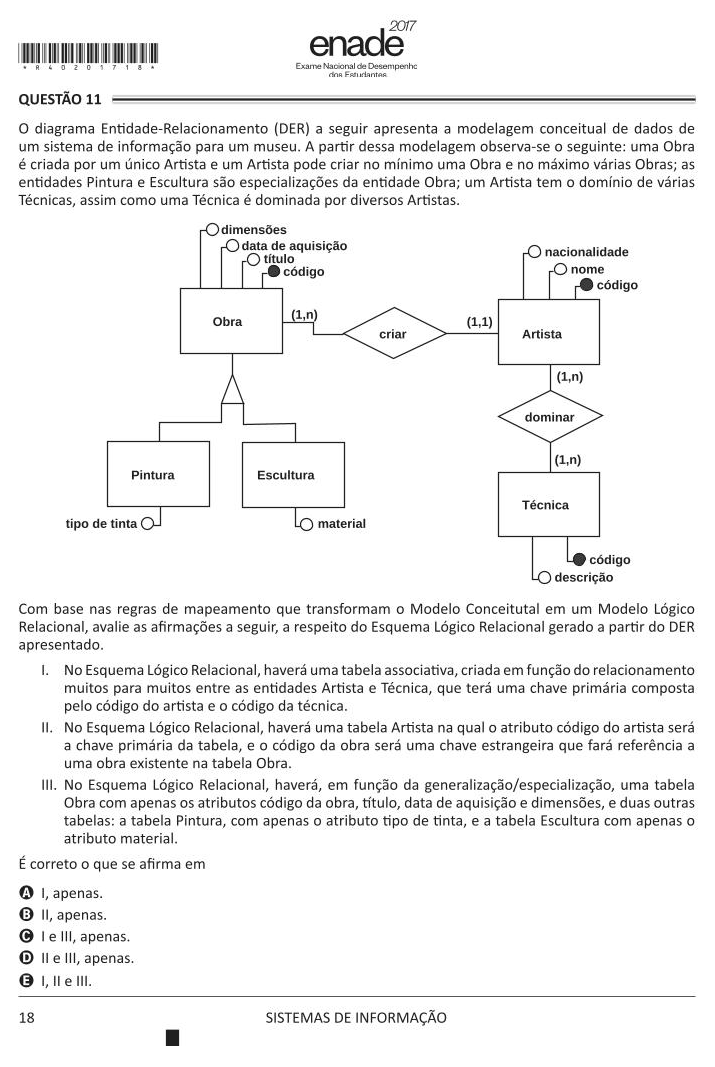 2017
enade
Exame Nacional de Desempenho
dos Estudantes
* R 4 0 2 0 1 7 1 8 *
QUESTÃO 11
O diagrama Entidade-Relacionamento (DER) a seguir apresenta a modelagem conceitual de dados de
um sistema de informação para um museu. A partir dessa modelagem observa-se o seguinte: uma Obra
é criada por um único Artista e um Artista pode criar no mínimo uma Obra e no máximo várias Obras; as
entidades Pintura e Escultura são especializações da entidade Obra; um Artista tem o domínio de várias
Técnicas, assim como uma Técnica é dominada por diversos Artistas.
dimensões
data de aquisição
título
código
nacionalidade
nome
código
Obra
(1,n)
criar
(1,1)
Artista
(1,n)
dominar
(1,n)
Pintura
Escultura
Técnica
tipo de tinta
material
código
descrição
Com base nas regras de mapeamento que transformam o Modelo Conceitutal em um Modelo Lógico
Relacional, avalie as afirmações a seguir, a respeito do Esquema Lógico Relacional gerado a partir do DER
apresentado.
I. No Esquema Lógico Relacional, haverá uma tabela associativa, criada em função do relacionamento
muitos para muitos entre as entidades Artista e Técnica, que terá uma chave primária composta
pelo código do artista e o código da técnica.
II. No Esquema Lógico Relacional, haverá uma tabela Artista na qual o atributo código do artista será
a chave primária da tabela, e o código da obra será uma chave estrangeira que fará referência a
uma obra existente na tabela Obra.
III. No Esquema Lógico Relacional, haverá, em função da generalização/especialização, uma tabela
Obra com apenas os atributos código da obra, título, data de aquisição e dimensões, e duas outras
tabelas: a tabela Pintura, com apenas o atributo tipo de tinta, e a tabela Escultura com apenas o
atributo material.
É correto o que se afirma em
A I, apenas.
B II, apenas.
C I e III, apenas.
D II e III, apenas.
E I, II e III.
18
SISTEMAS DE INFORMAÇÃO